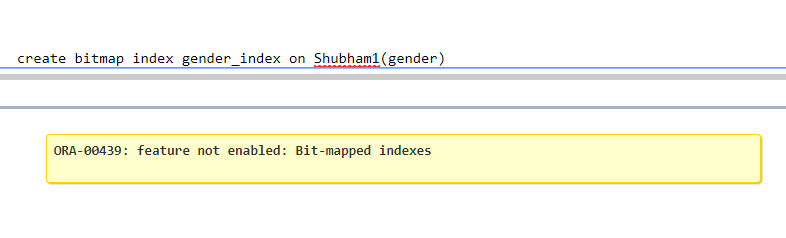 create bitmap index gender_index on Shubham1(gender)
ORA-00439: feature not enabled: Bit-mapped indexes